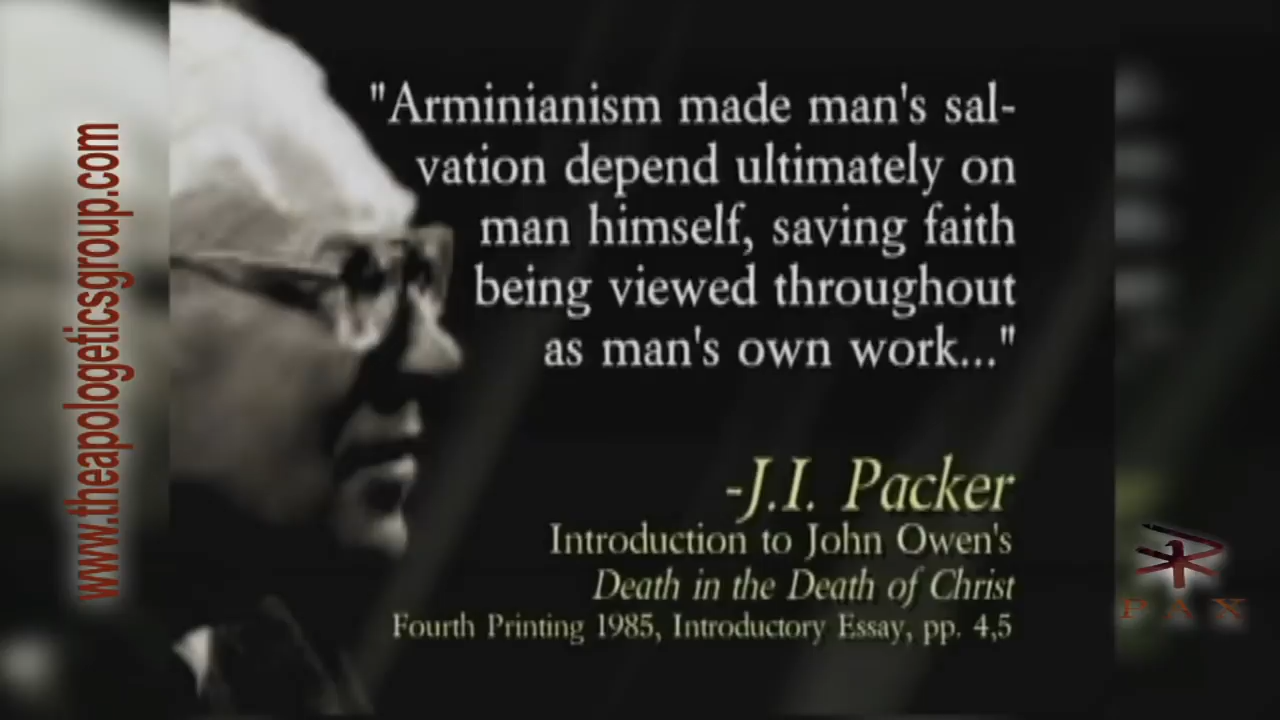 www.theapologeticsgroup.com
"Arminianism made man's sal-
vation depend ultimately on
man himself, saving faith
being viewed throughout
as man's own work..."
-J.I. Packer
Introduction to John Owen's
Death in the Death of Christ
Fourth Printing 1985, Introductory Essay, pp. 4,5
PAX